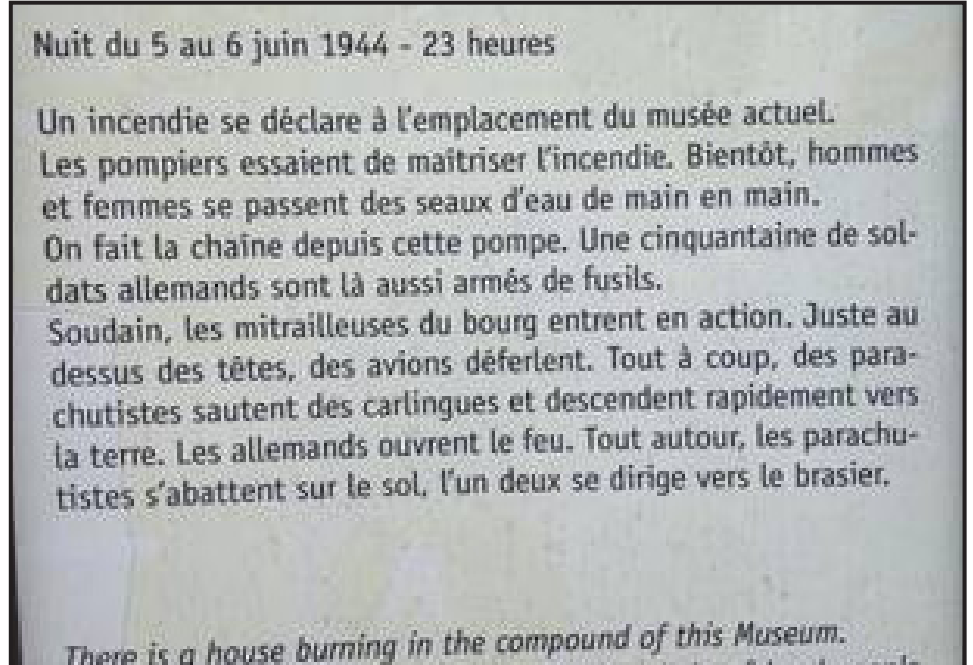 Nuit du 5 au 6 juin 1944 - 23 heures
Un incendie se déclare à l'emplacement du musée actuel.
Les pompiers essaient de maîtriser l'incendie. Bientôt, hommes
et femmes se passent des seaux d'eau de main en main.
On fait la chaîne depuis cette pompe. Une cinquantaine de sol-
dats allemands sont là aussi armés de fusils.
Soudain, les mitrailleuses du bourg entrent en action. Juste au
dessus des têtes, des avions déferlent. Tout à coup, des para-
chutistes sautent des carlingues et descendent rapidement vers
la terre. Les allemands ouvrent le feu. Tout autour, les parachu-
tistes s'abattent sur le sol, l'un deux se dirige vers le brasier.
There is a house burning in the compound of this Museum.